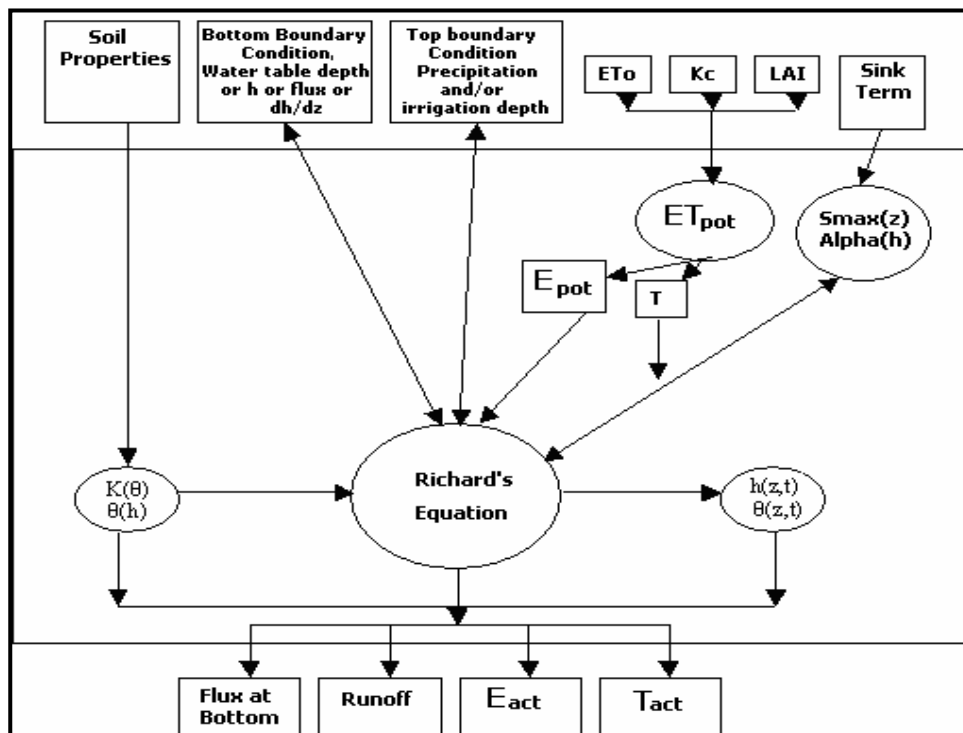 Soil
Properties
Bottom Boundary
Condition,
Water table depth
or h or flux or
dh/dz
Top boundary
Condition
Precipitation
and/or
irrigation depth
ETo
Kc
LAI
Sink
Term
ETpot
Smax(z)
Alpha(h)
Epot
T
K(θ)
θ(h)
Richard's
Equation
h(z,t)
θ(z,t)
Flux at
Bottom
Runoff
Eact
Tact